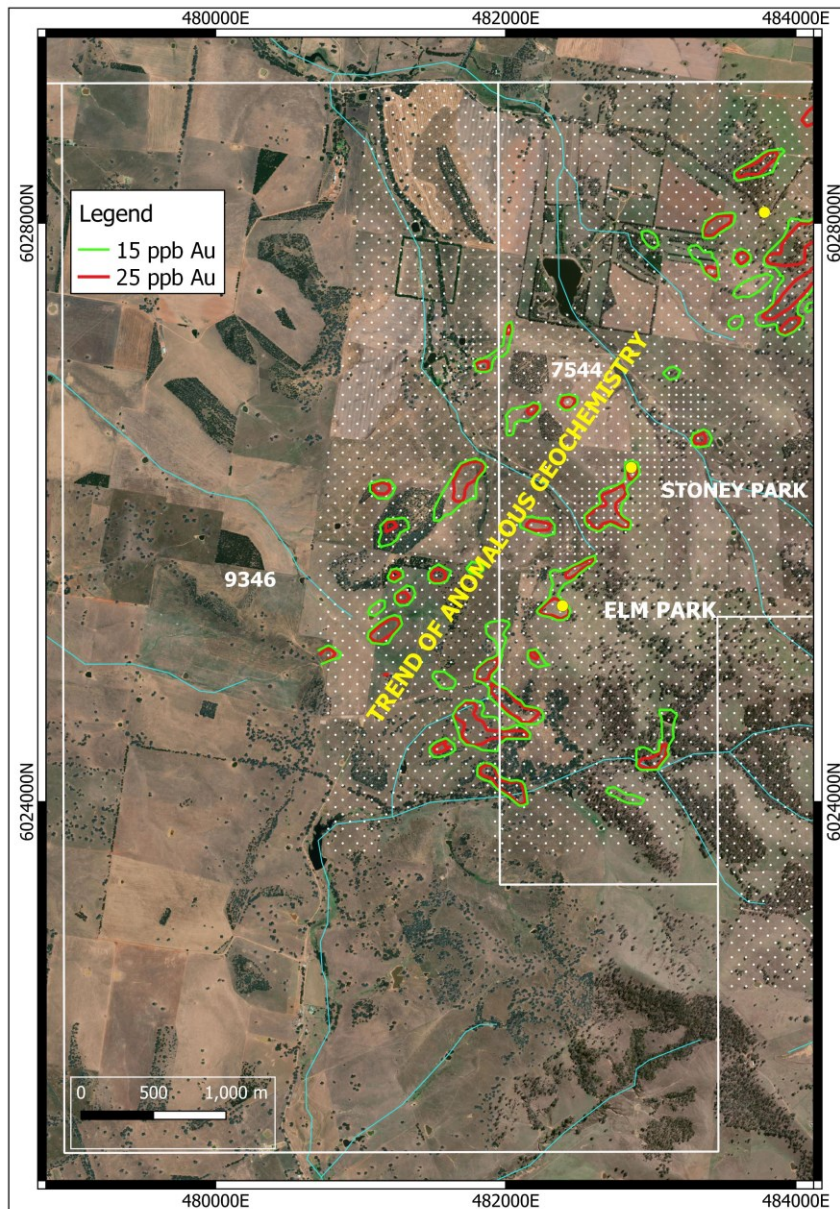 480000E
482000E
484000E
6028000N
6028000N
Legend
15 ppb Au
25 ppb Au
7544
TREND OF ANOMALOUS GEOCHEMISTRY
STONEY PARK
9346
ELM PARK
6024000N
6024000N
0
500
1,000 m
480000E
482000E
484000E